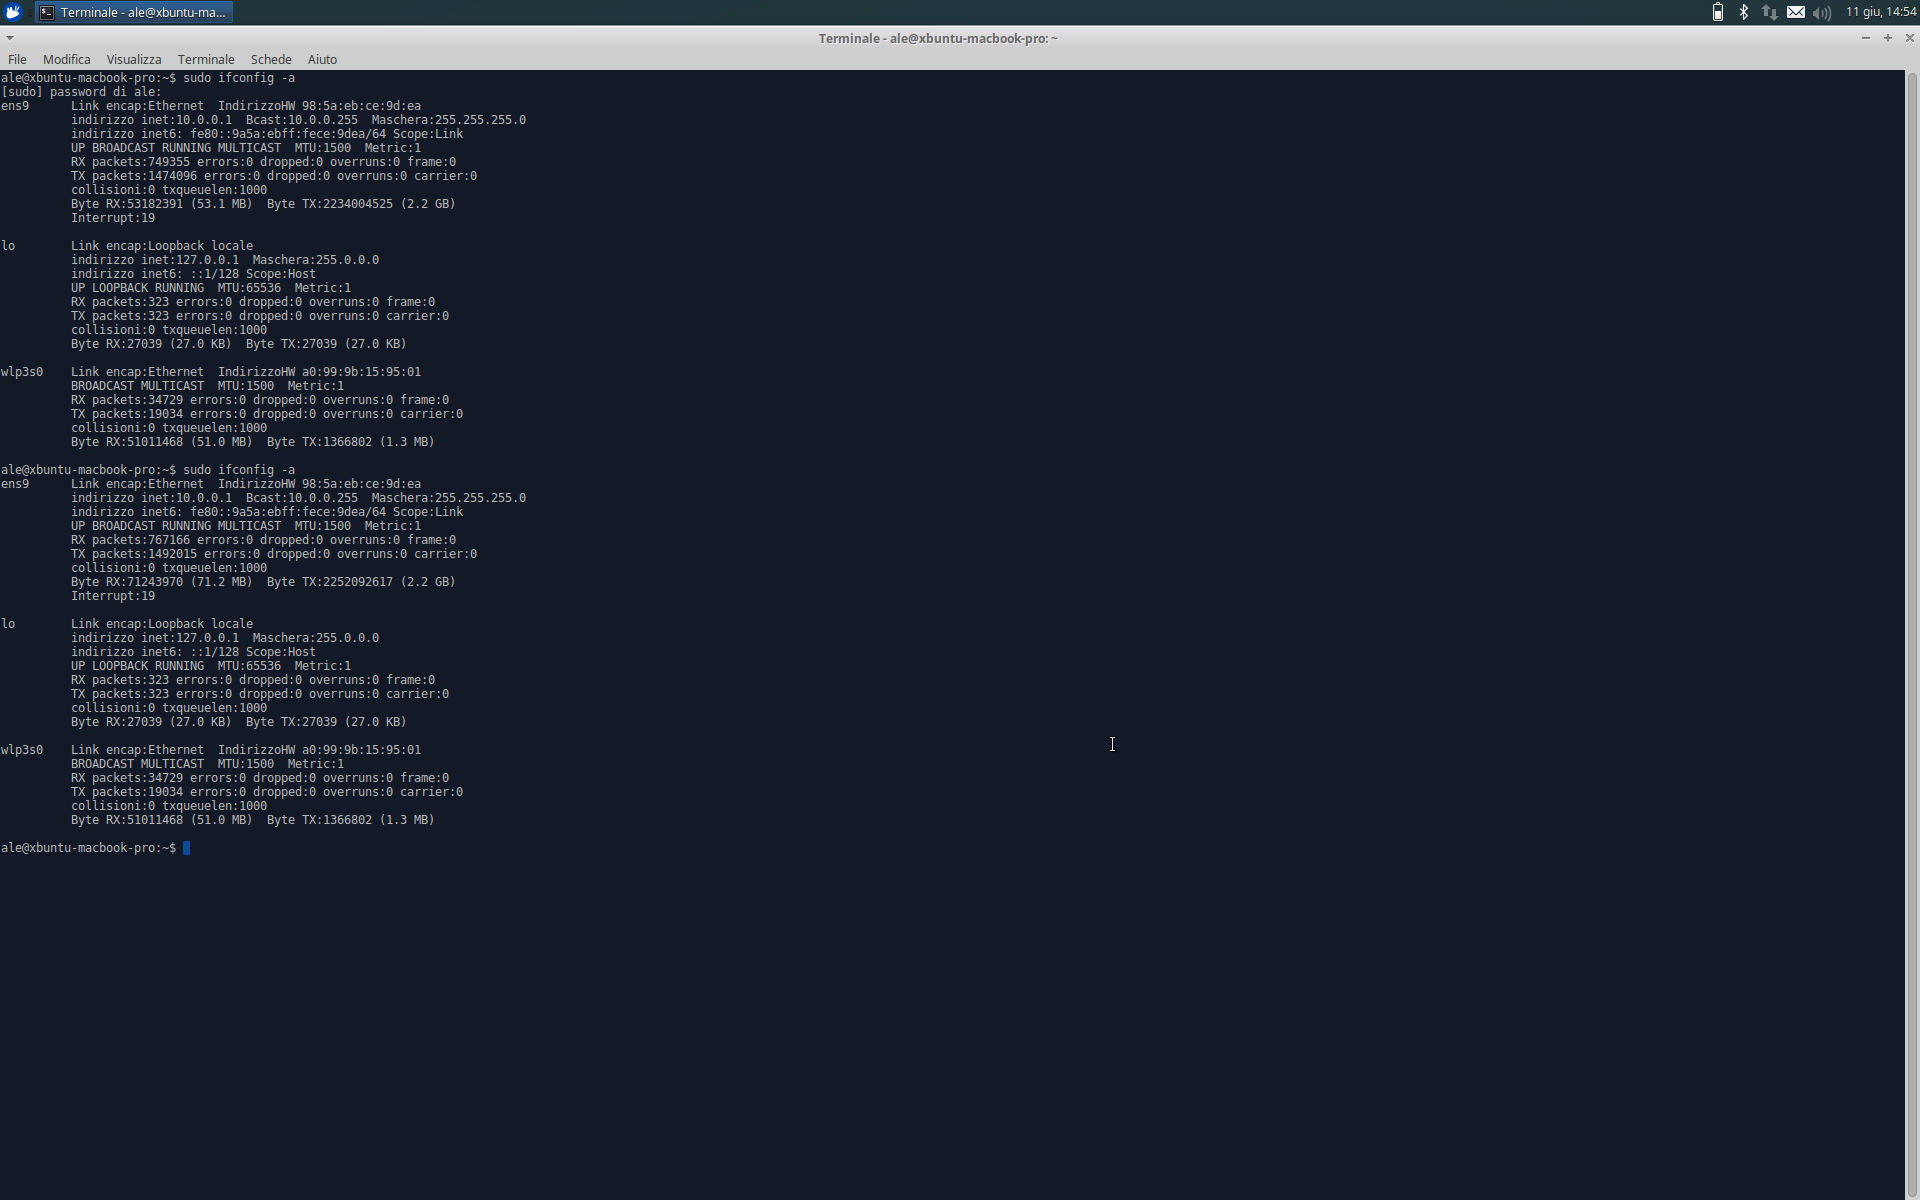 Terminale - ale@xbuntu-ma...
11 giu, 14:54
Terminale - ale@xbuntu-macbook-pro: ~
File Modifica Visualizza Terminale Schede Aiuto
ale@xbuntu-macbook-pro:~$ sudo ifconfig -a
[sudo] password di ale:
ens9      Link encap:Ethernet  IndirizzoHW 98:5a:eb:ce:9d:ea
          indirizzo inet:10.0.0.1  Bcast:10.0.0.255  Maschera:255.255.255.0
          indirizzo inet6: fe80::9a5a:ebff:fece:9dea/64 Scope:Link
          UP BROADCAST RUNNING MULTICAST  MTU:1500  Metric:1
          RX packets:749355 errors:0 dropped:0 overruns:0 frame:0
          TX packets:1474096 errors:0 dropped:0 overruns:0 carrier:0
          collisioni:0 txqueuelen:1000
          Byte RX:53182391 (53.1 MB)  Byte TX:2234004525 (2.2 GB)
          Interrupt:19
lo        Link encap:Loopback locale
          indirizzo inet:127.0.0.1  Maschera:255.0.0.0
          indirizzo inet6: ::1/128 Scope:Host
          UP LOOPBACK RUNNING  MTU:65536  Metric:1
          RX packets:323 errors:0 dropped:0 overruns:0 frame:0
          TX packets:323 errors:0 dropped:0 overruns:0 carrier:0
          collisioni:0 txqueuelen:1000
          Byte RX:27039 (27.0 KB)  Byte TX:27039 (27.0 KB)
wlp3s0    Link encap:Ethernet  IndirizzoHW a0:99:9b:15:95:01
          BROADCAST MULTICAST  MTU:1500  Metric:1
          RX packets:34729 errors:0 dropped:0 overruns:0 frame:0
          TX packets:19034 errors:0 dropped:0 overruns:0 carrier:0
          collisioni:0 txqueuelen:1000
          Byte RX:51011468 (51.0 MB)  Byte TX:1366802 (1.3 MB)
ale@xbuntu-macbook-pro:~$ sudo ifconfig -a
ens9      Link encap:Ethernet  IndirizzoHW 98:5a:eb:ce:9d:ea
          indirizzo inet:10.0.0.1  Bcast:10.0.0.255  Maschera:255.255.255.0
          indirizzo inet6: fe80::9a5a:ebff:fece:9dea/64 Scope:Link
          UP BROADCAST RUNNING MULTICAST  MTU:1500  Metric:1
          RX packets:767166 errors:0 dropped:0 overruns:0 frame:0
          TX packets:1492015 errors:0 dropped:0 overruns:0 carrier:0
          collisioni:0 txqueuelen:1000
          Byte RX:71243970 (71.2 MB)  Byte TX:2252092617 (2.2 GB)
          Interrupt:19
lo        Link encap:Loopback locale
          indirizzo inet:127.0.0.1  Maschera:255.0.0.0
          indirizzo inet6: ::1/128 Scope:Host
          UP LOOPBACK RUNNING  MTU:65536  Metric:1
          RX packets:323 errors:0 dropped:0 overruns:0 frame:0
          TX packets:323 errors:0 dropped:0 overruns:0 carrier:0
          collisioni:0 txqueuelen:1000
          Byte RX:27039 (27.0 KB)  Byte TX:27039 (27.0 KB)
wlp3s0    Link encap:Ethernet  IndirizzoHW a0:99:9b:15:95:01
          BROADCAST MULTICAST  MTU:1500  Metric:1
          RX packets:34729 errors:0 dropped:0 overruns:0 frame:0
          TX packets:19034 errors:0 dropped:0 overruns:0 carrier:0
          collisioni:0 txqueuelen:1000
          Byte RX:51011468 (51.0 MB)  Byte TX:1366802 (1.3 MB)
ale@xbuntu-macbook-pro:~$